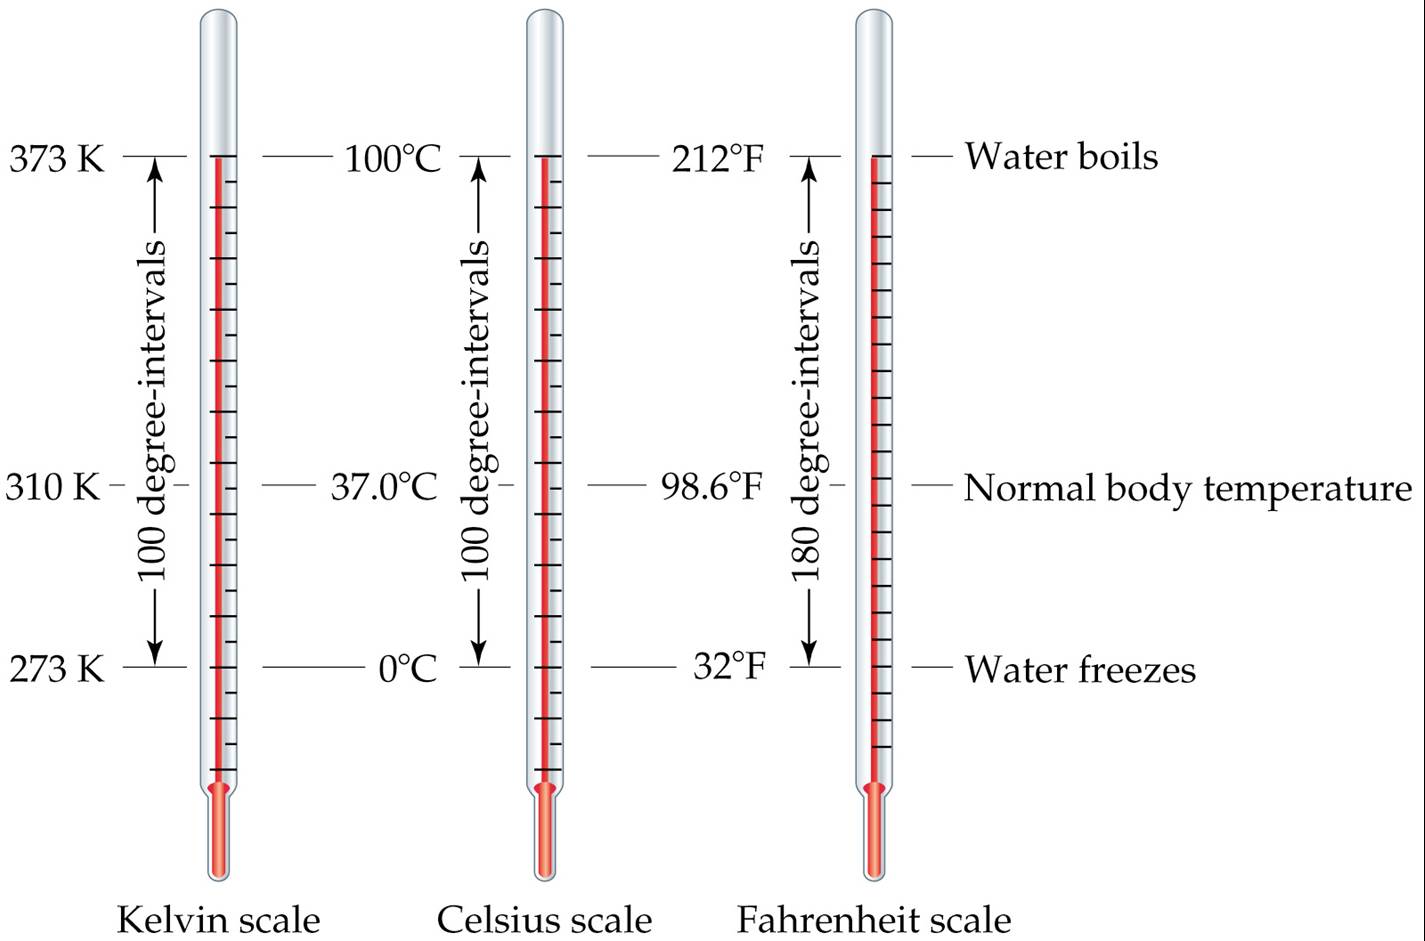 373 K
100°C
212°F
Water boils
100 degree-intervals
100 degree-intervals
180 degree-intervals
310 K
37.0°C
98.6°F
Normal body temperature
273 K
0°C
32°F
Water freezes
Kelvin scale
Celsius scale
Fahrenheit scale